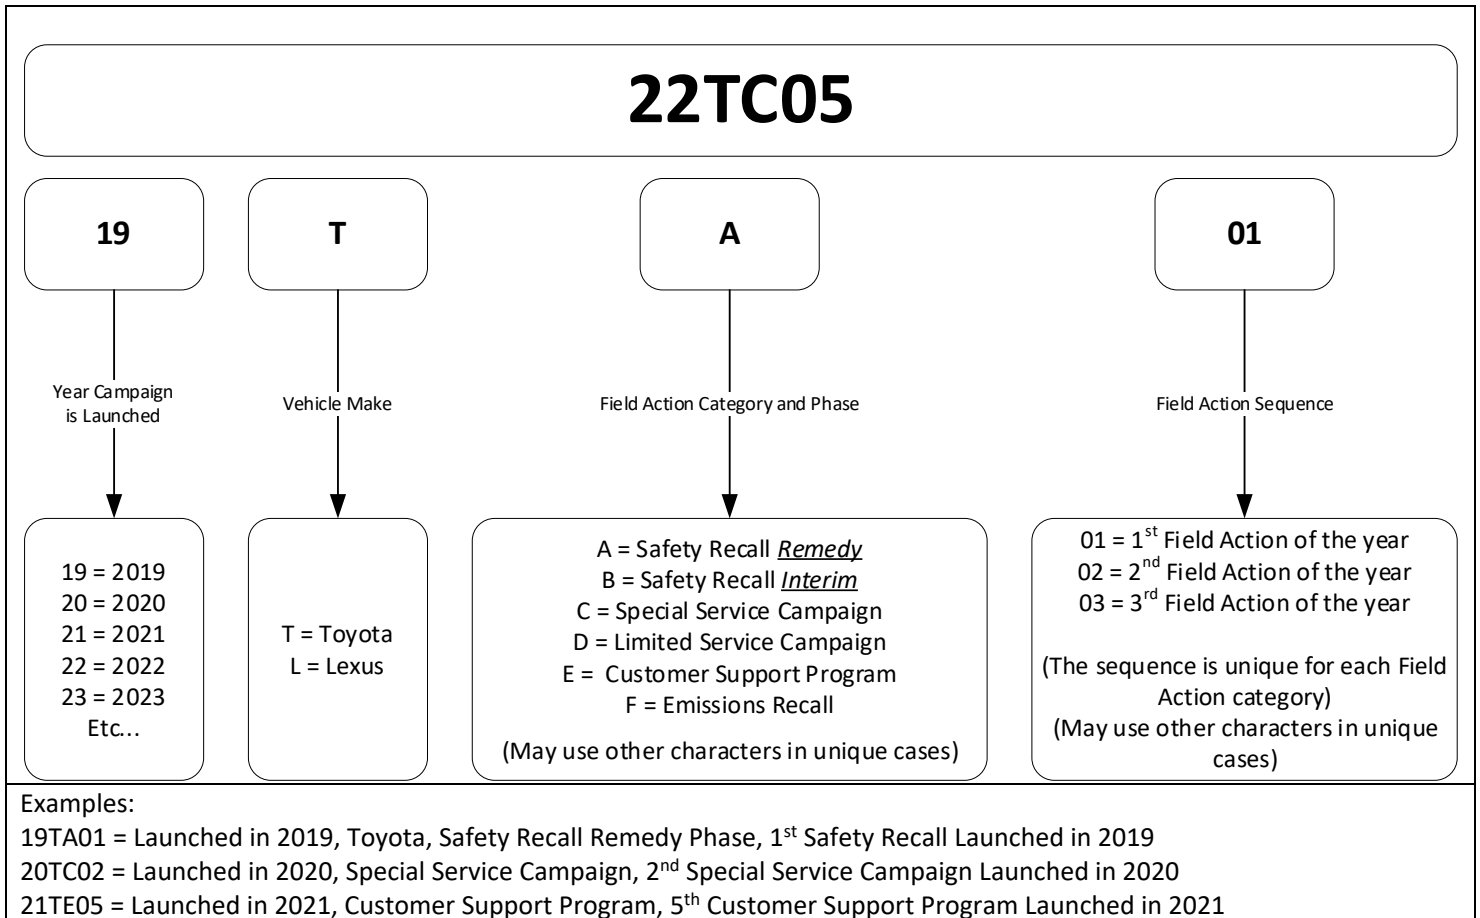 22TC05
19
T
A
01
Year Campaign
is Launched
Vehicle Make
Field Action Category and Phase
Field Action Sequence
19 = 2019
20 = 2020
21 = 2021
22 = 2022
23 = 2023
Etc...
T = Toyota
L = Lexus
A = Safety Recall Remedy
B = Safety Recall Interim
C = Special Service Campaign
D = Limited Service Campaign
E =  Customer Support Program
F = Emissions Recall
(May use other characters in unique cases)
01 = 1st Field Action of the year
02 = 2nd Field Action of the year
03 = 3rd Field Action of the year
(The sequence is unique for each Field
Action category)
(May use other characters in unique
cases)
Examples:
19TA01 = Launched in 2019, Toyota, Safety Recall Remedy Phase, 1st Safety Recall Launched in 2019
20TC02 = Launched in 2020, Special Service Campaign, 2nd Special Service Campaign Launched in 2020
21TE05 = Launched in 2021, Customer Support Program, 5th Customer Support Program Launched in 2021